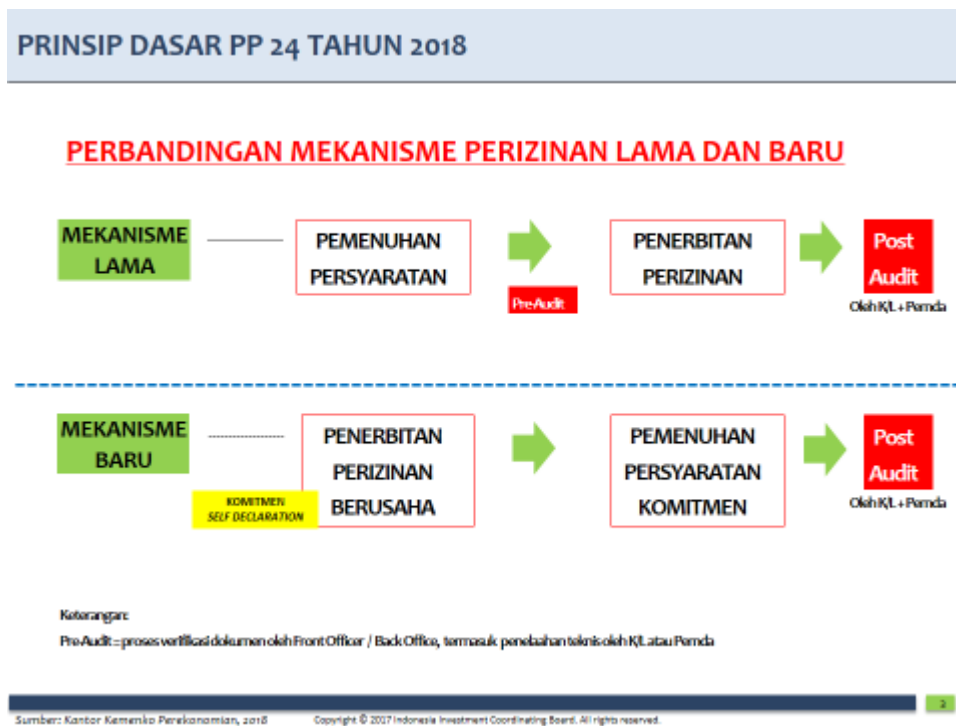 PRINSIP DASAR PP 24 TAHUN 2018
PERBANDINGAN MEKANISME PERIZINAN LAMA DAN BARU
MEKANISME
LAMA
PEMENUHAN
PERSYARATAN
Pre-Audit
PENERBITAN
PERIZINAN
Post
Audit
Oleh K/L + Pemda
MEKANISME
BARU
KOMITMEN
SELF DECLARATION
PENERBITAN
PERIZINAN
BERUSAHA
PEMENUHAN
PERSYARATAN
KOMITMEN
Post
Audit
Oleh K/L + Pemda
Keterangan:
Pre-Audit = proses verifikasi dokumen oleh Front Officer / Back Office, termasuk penelaahan teknis oleh K/L atau Pemda
3
Sumber: Kantor Kemenko Perekonomian, 2018
Copyright © 2017 Indonesia Investment Coordinating Board. All rights reserved.